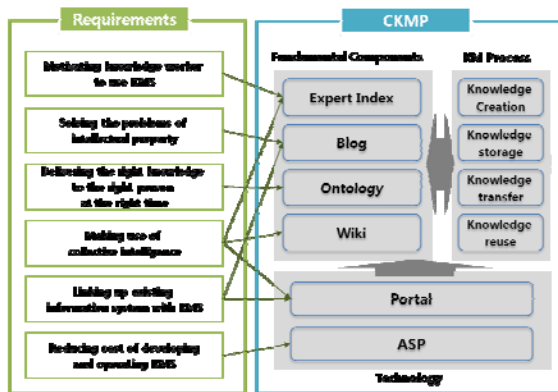 Requirements
CKMP
Motivating knowledge worker
to use KMS
Solving the problems of
intellectual property
Delivering the right knowledge
to the right person
at the right time
Making use of
collective intelligence
Linking up existing
information system with KMS
Reducing cost of developing
and operating KMS
Fundamental Components
Expert Index
Blog
Ontology
Wiki
KM Process
Knowledge
Creation
Knowledge
storage
Knowledge
transfer
Knowledge
reuse
Portal
ASP
Technology